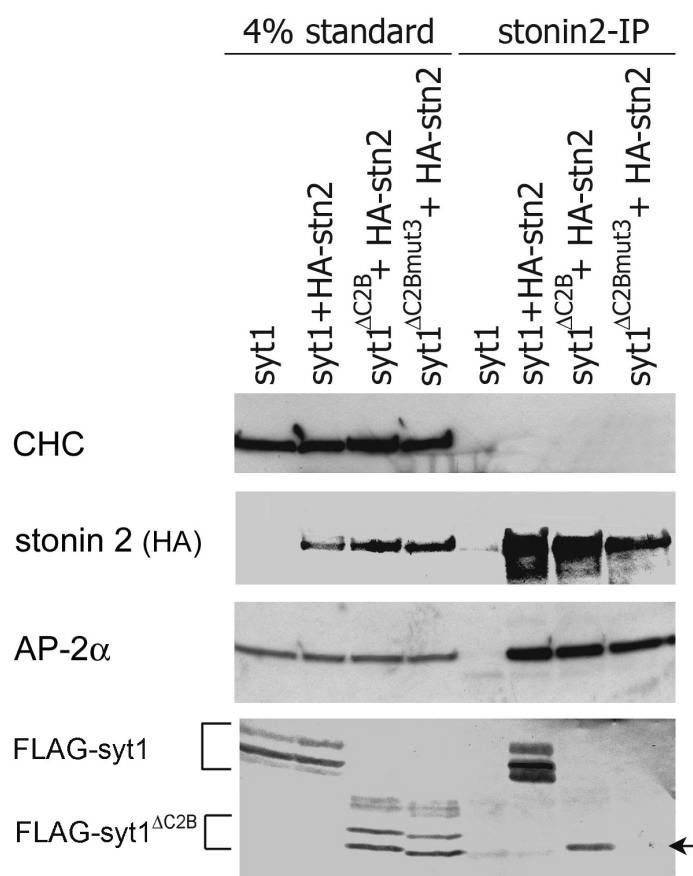 4% standard
stonin2-IP
syt1
syt1+HA-stn2
syt1ΔC2B + HA-stn2
syt1ΔC2Bmut3 + HA-stn2
syt1
syt1+HA-stn2
syt1ΔC2B + HA-stn2
syt1ΔC2Bmut3 + HA-stn2
CHC
stonin 2 (HA)
AP-2α
FLAG-syt1
FLAG-syt1ΔC2B